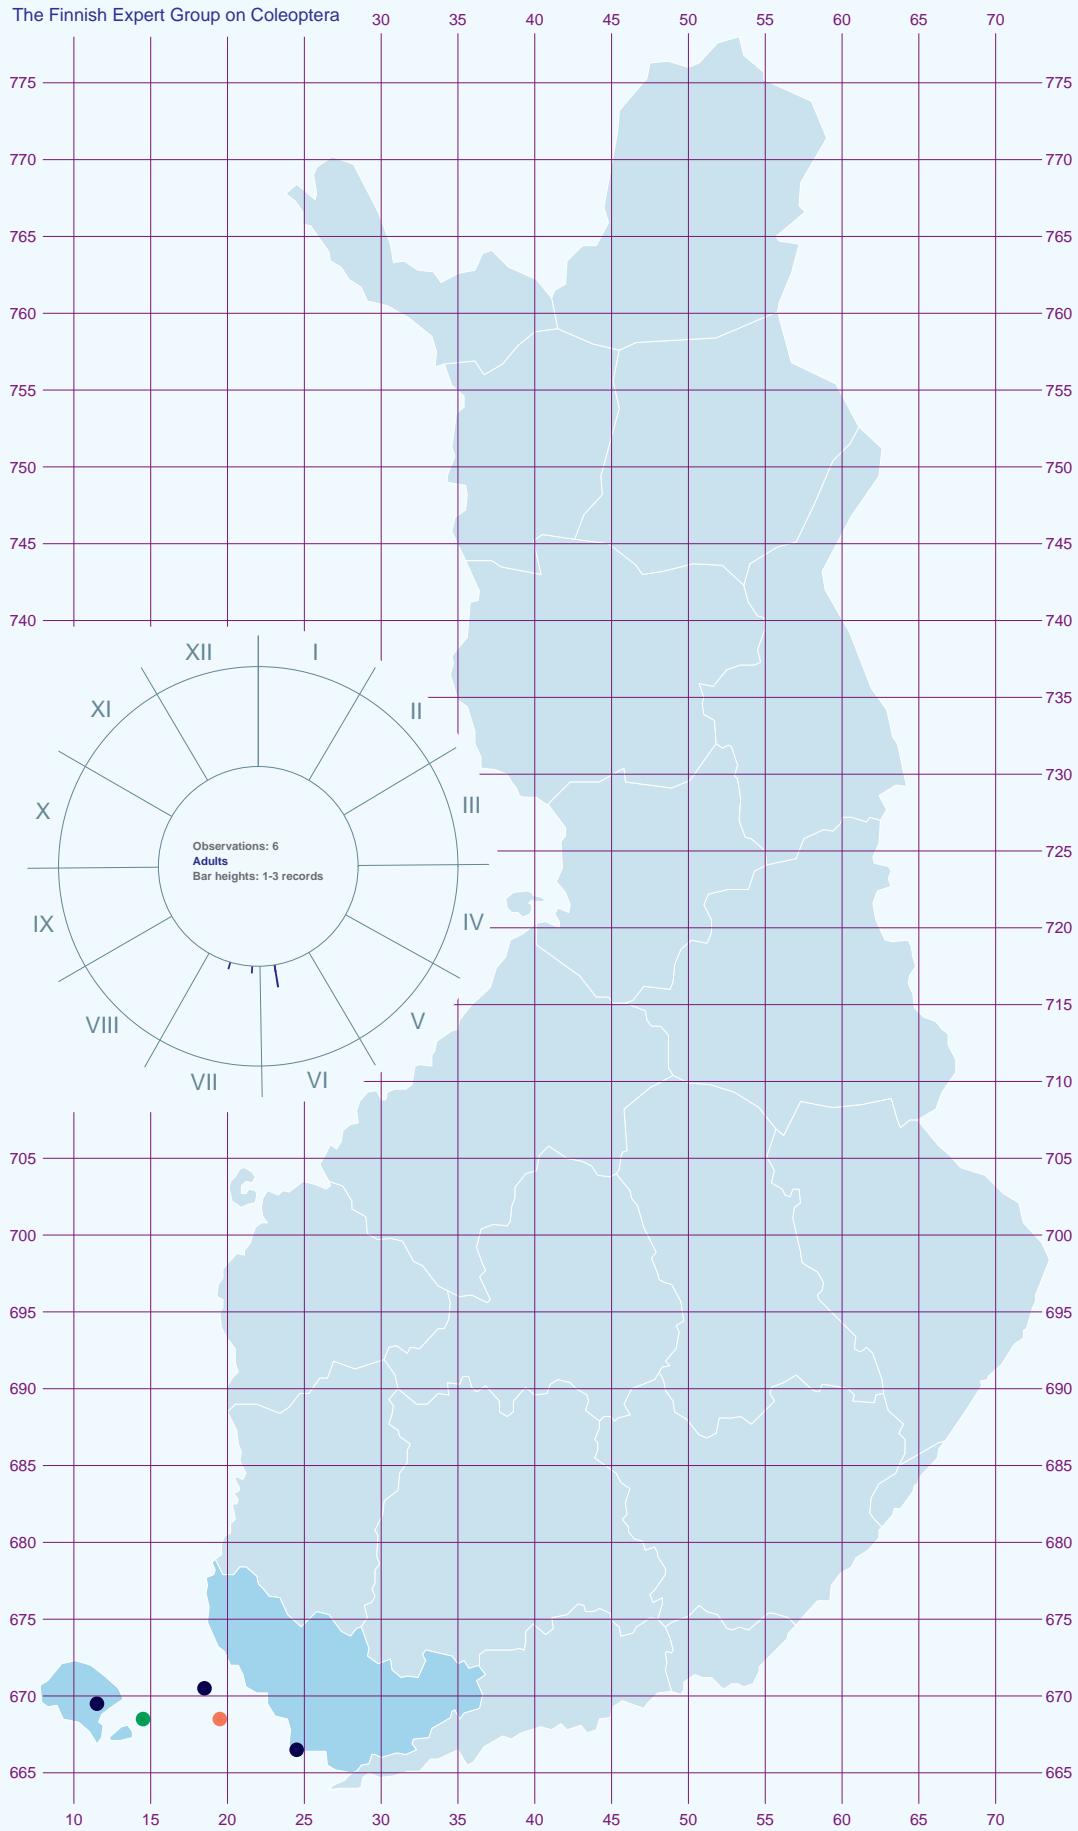 The Finnish Expert Group on Coleoptera
30 35 40 45 50 55 60 65 70
775 775
770 770
765 765
760 760
755 755
750 750
745 745
740 740
XII I
XI II
735
730
X III
725
Observations: 6
Adults
Bar heights: 1-3 records
IX IV
720
715
VIII V
VII VI
710 710
705 705
700 700
695 695
690 690
685 685
680 680
675 675
670 670
665 665
10 15 20 25 30 35 40 45 50 55 60 65 70